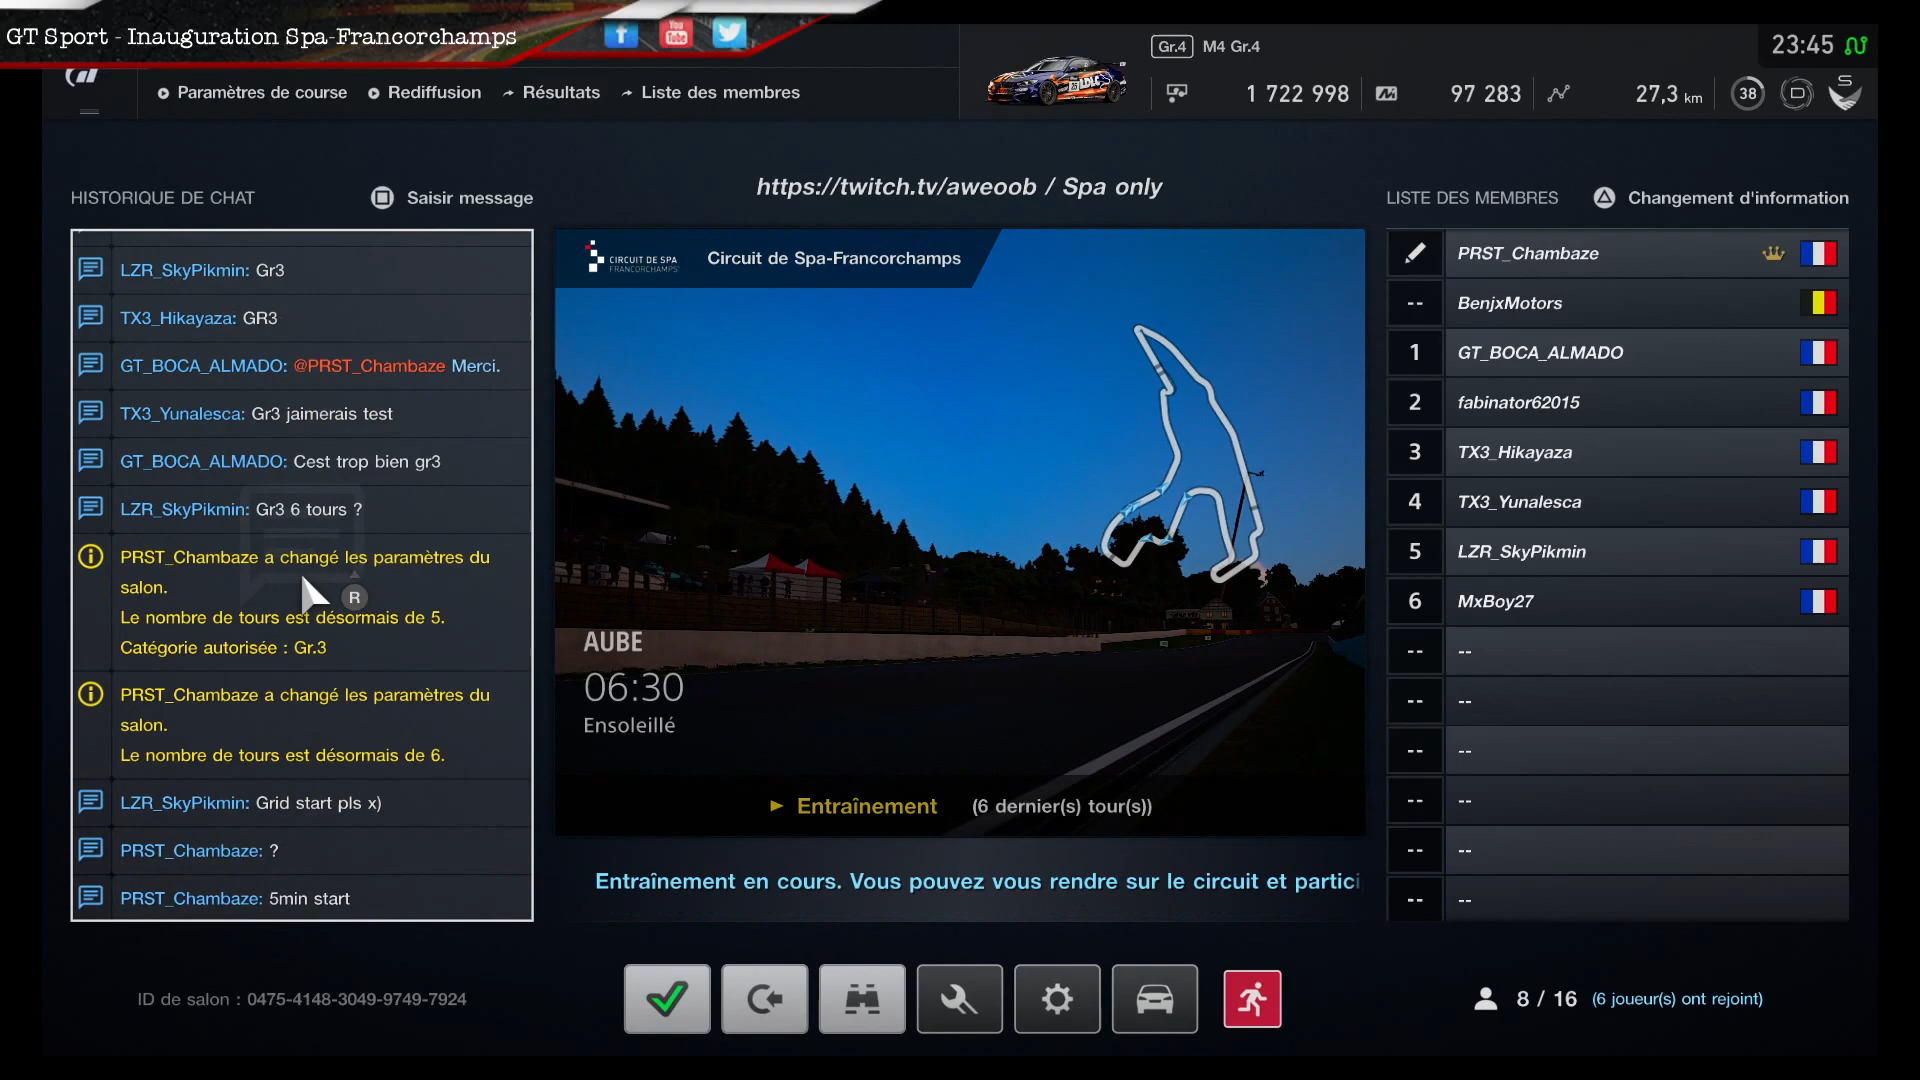 GT Sport - Inauguration Spa-Francorchamps
You
Tube
Gr.4 M4 Gr.4
23:45
Paramètres de course
Rediffusion
Résultats
Liste des membres
1 722 998
97 283
27,3 km
38
D
S
HISTORIQUE DE CHAT
Saisir message
https://twitch.tv/aweoob / Spa only
LISTE DES MEMBRES
Changement d'information
LZR_SkyPikmin: Gr3
TX3_Hikayaza: GR3
GT_BOCA_ALMADO: @PRST_Chambaze Merci.
TX3_Yunalesca: Gr3 jaimerais test
GT_BOCA_ALMADO: Cest trop bien gr3
LZR_SkyPikmin: Gr3 6 tours ?
PRST_Chambaze a changé les paramètres du
salon.
R
Le nombre de tours est désormais de 5.
Catégorie autorisée : Gr.3
PRST_Chambaze a changé les paramètres du
salon.
Le nombre de tours est désormais de 6.
LZR_SkyPikmin: Grid start pls x)
PRST_Chambaze: ?
PRST_Chambaze: 5min start
CIRCUIT DE SPA
FRANCORCHAMPS
Circuit de Spa-Francorchamps
AUBE
06:30
Ensoleillé
Entraînement (6 dernier(s) tour(s))
Entraînement en cours. Vous pouvez vous rendre sur le circuit et partici
PRST_Chambaze
-- BenjxMotors
1 GT_BOCA_ALMADO
2 fabinator62015
3 TX3_Hikayaza
4 TX3_Yunalesca
5 LZR_SkyPikmin
6 MxBoy27
-- --
-- --
-- --
-- --
-- --
-- --
ID de salon : 0475-4148-3049-9749-7924
8 / 16 (6 joueur(s) ont rejoint)